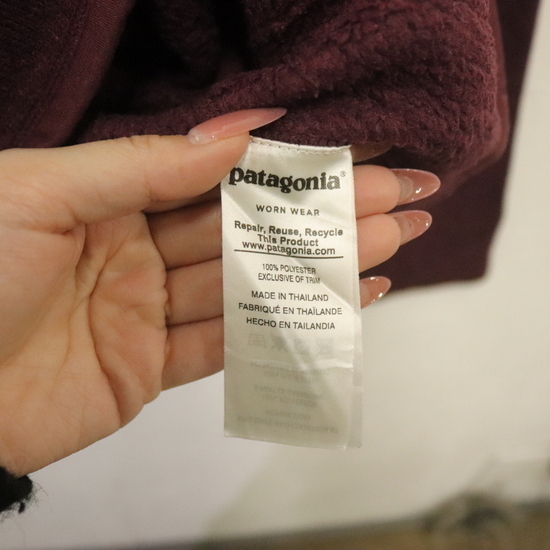 patagonia®
WORN WEAR
Repair, Reuse, Recycle
This Product
www.patagonia.com
100% POLYESTER
EXCLUSIVE OF TRIM
MADE IN THAILAND
FABRIQUÉ EN THAÏLANDE
HECHO EN TAILANDIA